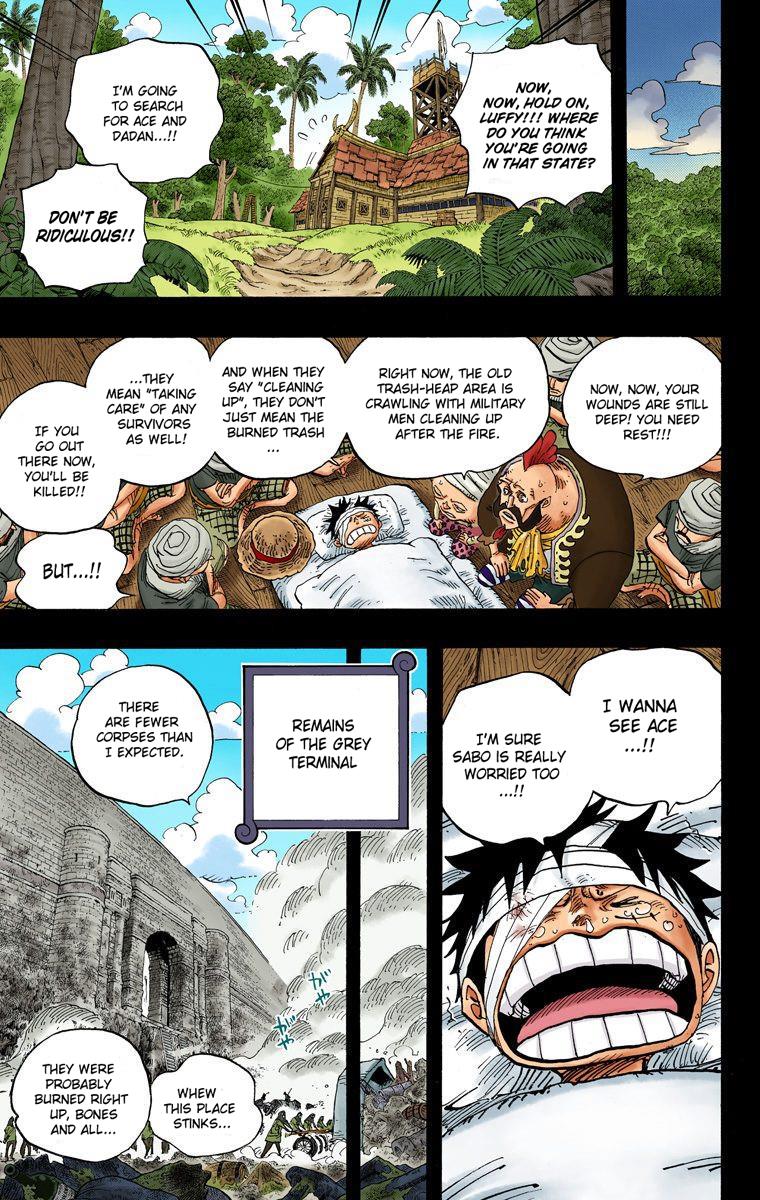 NOW,
NOW, HOLD ON,
LUFFY!!! WHERE
DO YOU THINK
YOU'RE GOING
IN THAT STATE?
I'M GOING
TO SEARCH
FOR ACE AND
DADAN...!!
DON'T BE
RIDICULOUS!!
NOW, NOW, YOUR
WOUNDS ARE STILL
DEEP! YOU NEED
REST!!!
RIGHT NOW, THE OLD
TRASH-HEAP AREA IS
CRAWLING WITH MILITARY
MEN CLEANING UP
AFTER THE FIRE.
AND WHEN THEY
SAY "CLEANING
UP", THEY DON'T
JUST MEAN THE
BURNED TRASH
...
...THEY
MEAN "TAKING
CARE" OF ANY
SURVIVORS
AS WELL!
IF YOU
GO OUT
THERE NOW,
YOU'LL BE
KILLED!!
BUT...!!
I WANNA
SEE ACE
...!!
I'M SURE
SABO IS REALLY
WORRIED TOO
...!!
REMAINS
OF THE GREY
TERMINAL
THERE
ARE FEWER
CORPSES THAN
I EXPECTED.
ガヤ
ガヤ
WHEW
THIS PLACE
STINKS...
THEY WERE
PROBABLY
BURNED RIGHT
UP, BONES
AND ALL...